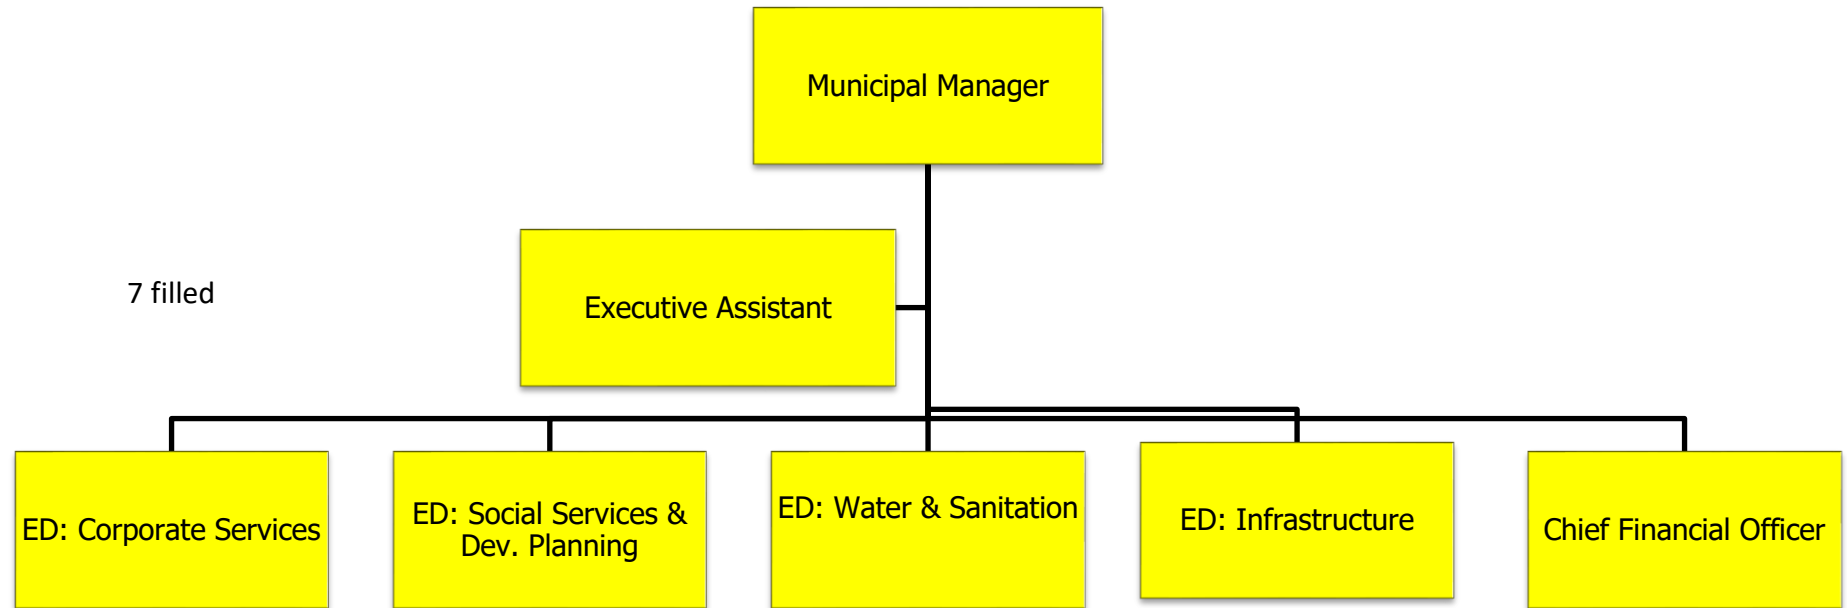 Municipal Manager
7 filled
Executive Assistant
ED: Corporate Services
ED: Social Services &
Dev. Planning
ED: Water & Sanitation
ED: Infrastructure
Chief Financial Officer